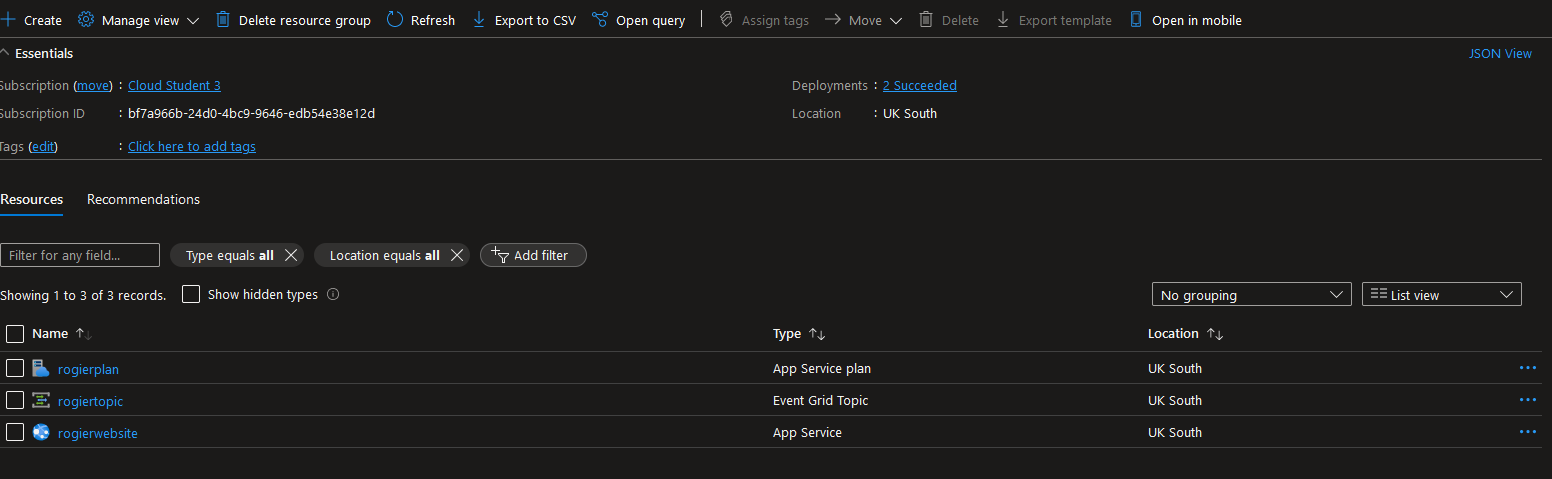 Create Manage view Delete resource group Refresh Export to CSV Open query Assign tags Move Delete Export template Open in mobile
Essentials JSON View
Subscription (move) : Cloud Student 3 Deployments : 2 Succeeded
Subscription ID : bf7a966b-24d0-4bc9-9646-edb54e38e12d Location : UK South
Tags (edit) : Click here to add tags
Resources Recommendations
Filter for any field... Type equals all Location equals all Add filter
Showing 1 to 3 of 3 records. Show hidden types No grouping List view
Name Type Location
rogierplan App Service plan UK South
rogiertopic Event Grid Topic UK South
rogierwebsite App Service UK South